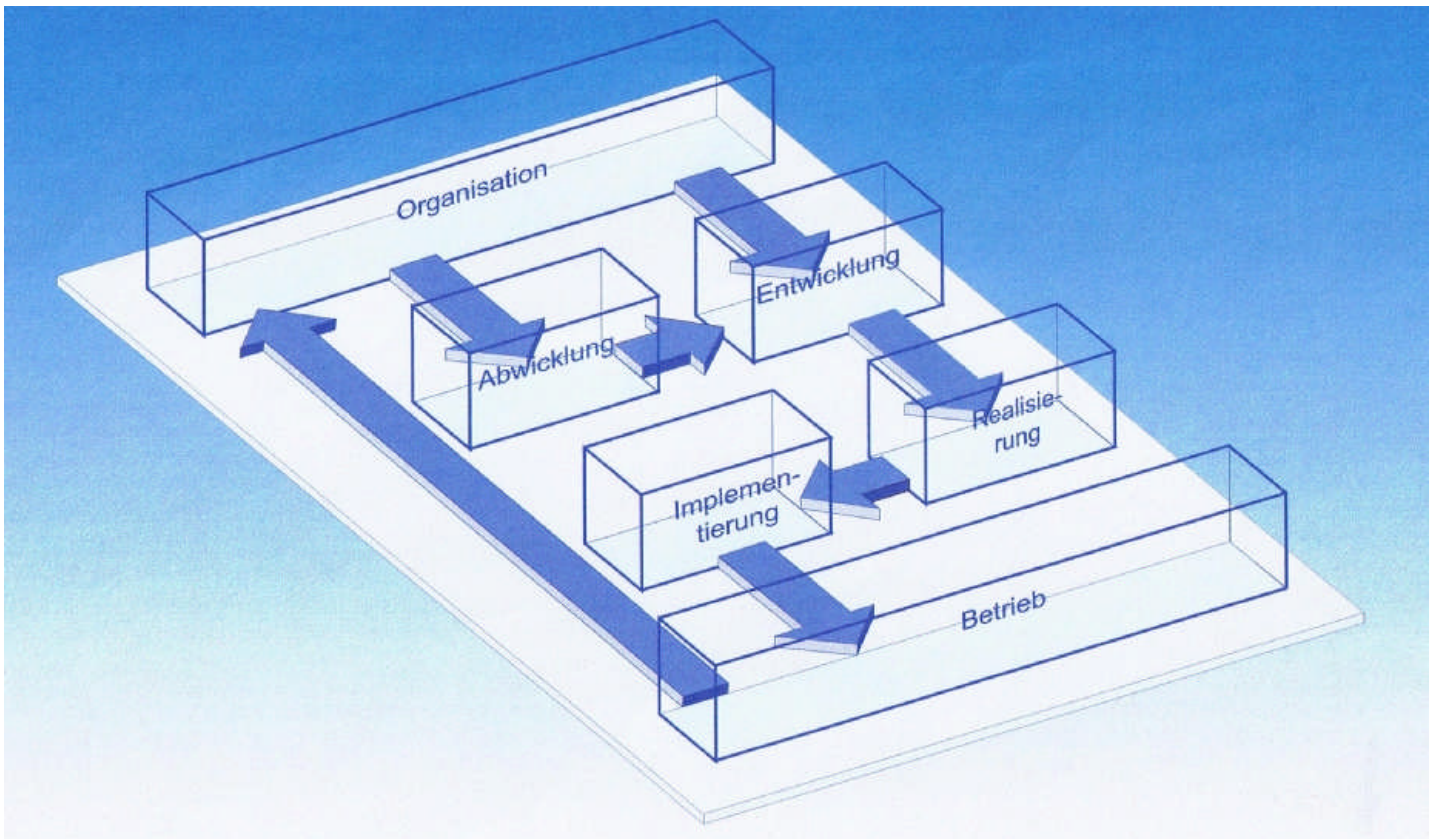 Organisation
Entwicklung
Abwicklung
Realisie-
rung
Implemen-
tierung
Betrieb